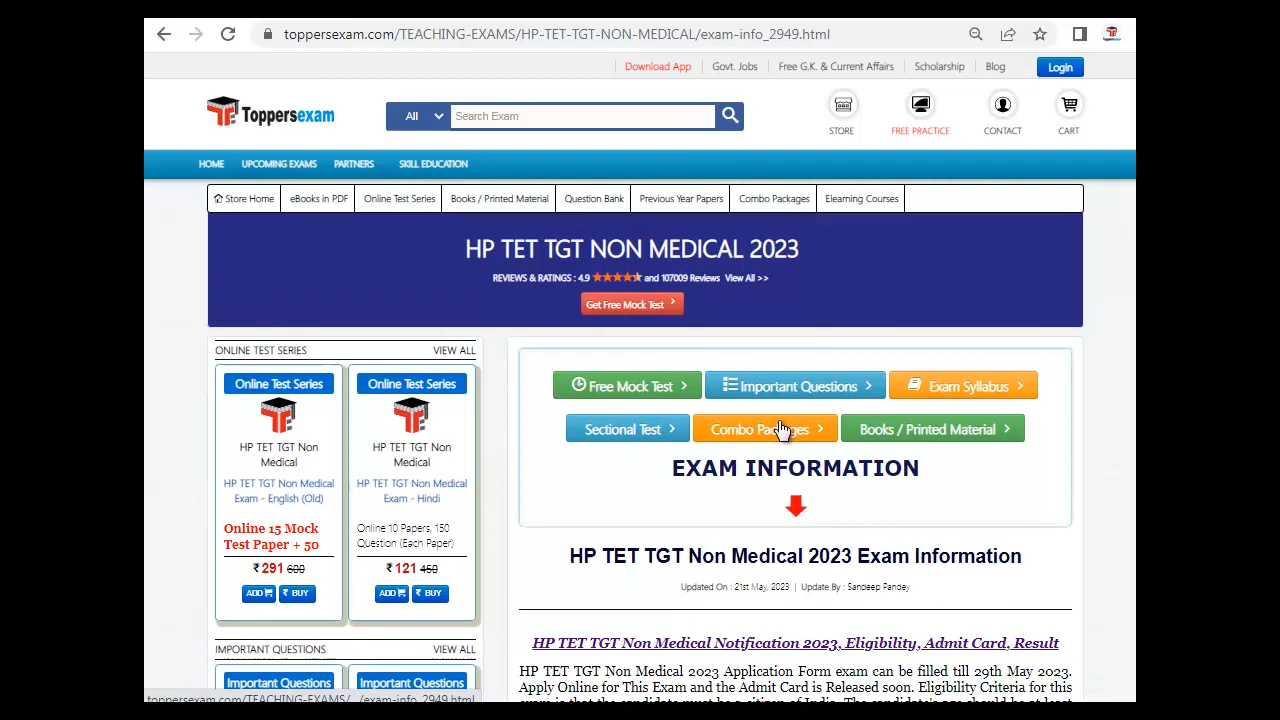 toppersexam.com/TEACHING-EXAMS/HP-TET-TGT-NON-MEDICAL/exam-info_2949.html
Download App
Govt. Jobs
Free G.K. & Current Affairs
Scholarship
Blog
Login
Toppersexam
All
Search Exam
STORE
FREE PRACTICE
CONTACT
CART
HOME
UPCOMING EXAMS
PARTNERS
SKILL EDUCATION
Store Home
eBooks in PDF
Online Test Series
Books / Printed Material
Question Bank
Previous Year Papers
Combo Packages
Elearning Courses
HP TET TGT NON MEDICAL 2023
REVIEWS & RATINGS : 4.9 and 107009 Reviews View All >>
Get Free Mock Test
ONLINE TEST SERIES
VIEW ALL
Online Test Series
HP TET TGT Non
Medical
HP TET TGT Non Medical
Exam - English (Old)
Online 15 Mock
Test Paper + 50
₹ 291 600
ADD
₹ BUY
Online Test Series
HP TET TGT Non
Medical
HP TET TGT Non Medical
Exam - Hindi
Online 10 Papers, 150
Question (Each Paper)
₹ 121 450
ADD
₹ BUY
IMPORTANT QUESTIONS
VIEW ALL
Important Questions
Important Questions
Free Mock Test
Important Questions
Exam Syllabus
Sectional Test
Combo Packages
Books / Printed Material
EXAM INFORMATION
HP TET TGT Non Medical 2023 Exam Information
Updated On : 21st May, 2023 | Update By : Sandeep Pandey
HP TET TGT Non Medical Notification 2023, Eligibility, Admit Card, Result
HP TET TGT Non Medical 2023 Application Form exam can be filled till 29th May 2023.
Apply Online for This Exam and the Admit Card is Released soon. Eligibility Criteria for this
toppersexam.com/TEACHING-EXAMS/.../exam-info_2949.html